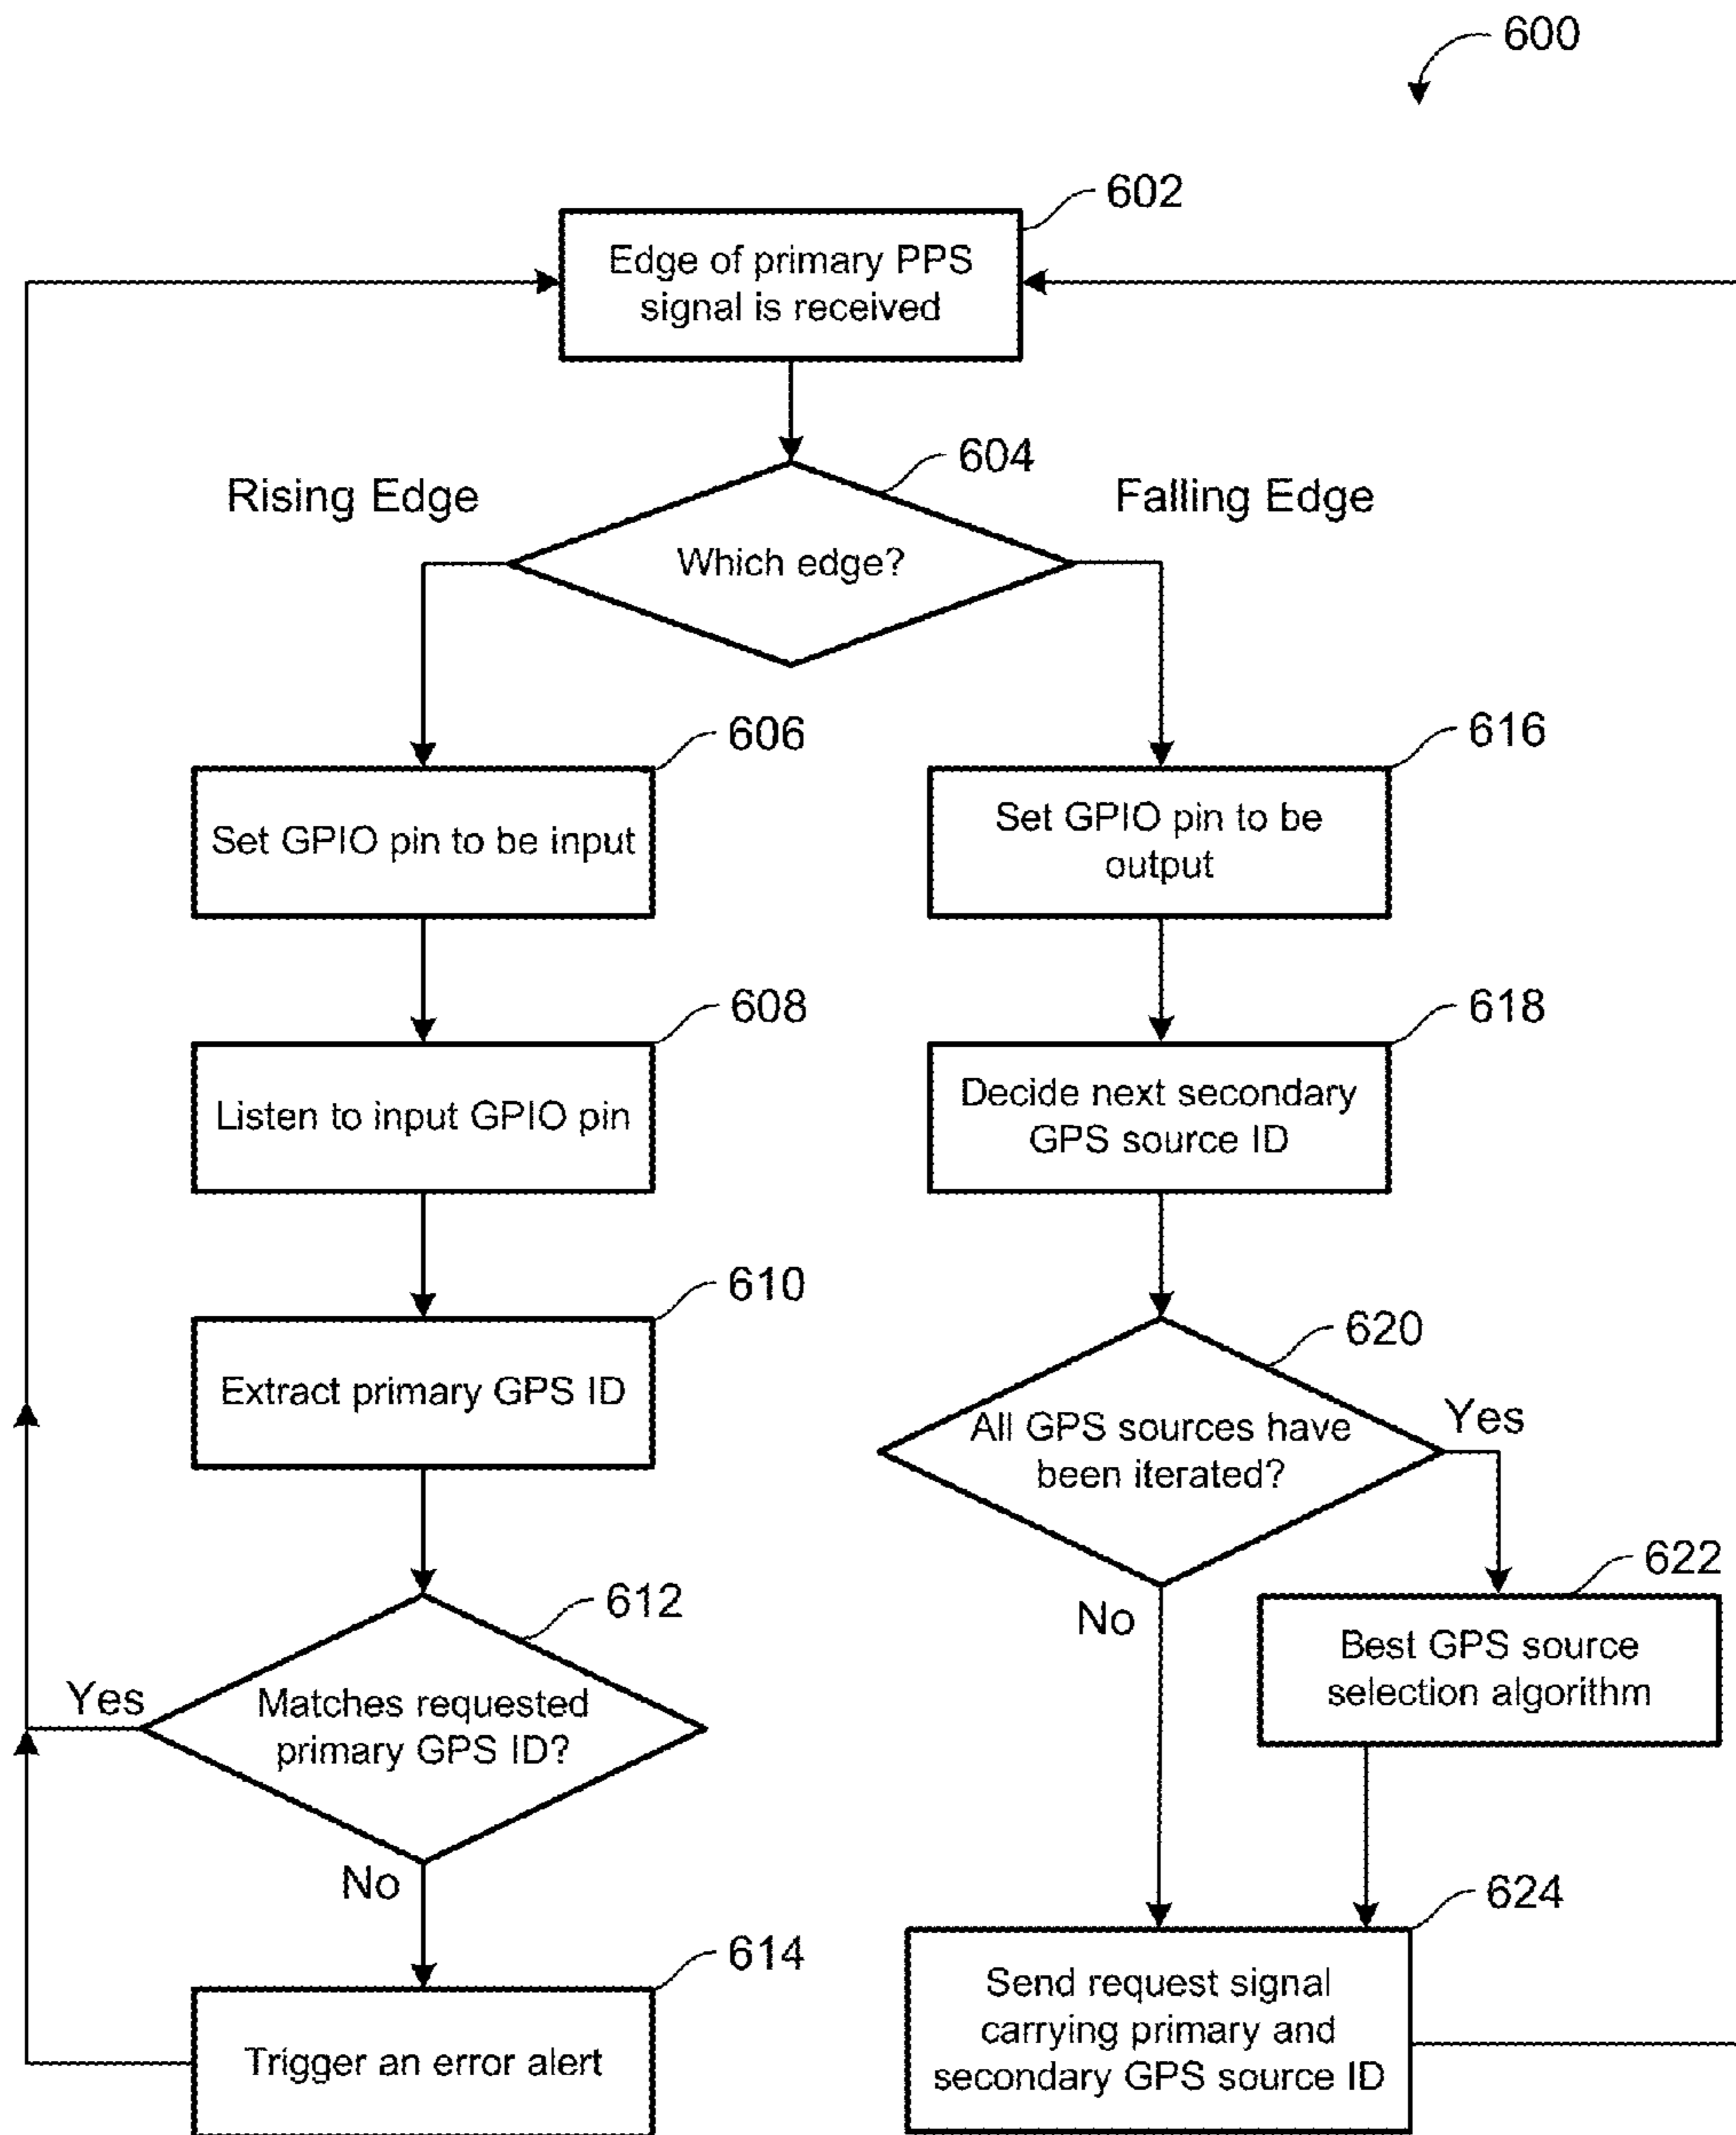 600
602
Edge of primary PPS
signal is received
604
Rising Edge
Falling Edge
Which edge?
606
Set GPIO pin to be input
608
Listen to input GPIO pin
610
Extract primary GPS ID
612
Yes
Matches requested
primary GPS ID?
No
614
Trigger an error alert
616
Set GPIO pin to be
output
618
Decide next secondary
GPS source ID
620
All GPS sources have
been iterated?
Yes
No
622
Best GPS source
selection algorithm
624
Send request signal
carrying primary and
secondary GPS source ID